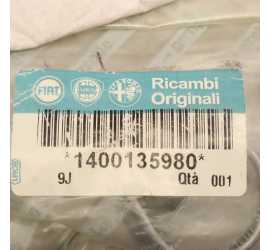 FIAT
Ricambi
Originali
*1400135980*
9J Qtà 001